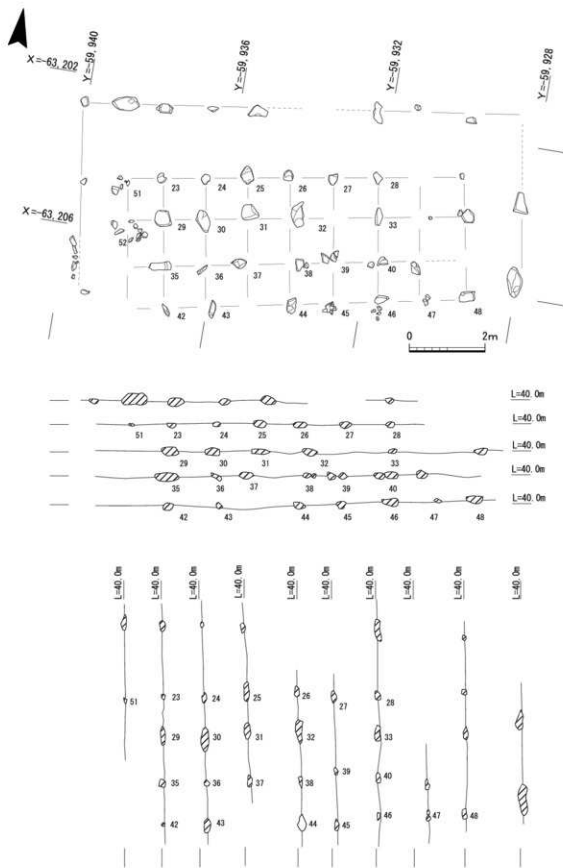 Y=-59, 940
Y=-59, 936
Y=-59, 932
Y=-59, 928
X=-63, 202
51 23 24 25 26 27 28
X=-63, 206
29 30 31 32 33
52
35 36 37 38 39 40
42 43 44 45 46 47 48
0 2m
L=40. 0m
51 23 24 25 26 27 28 L=40. 0m
29 30 31 32 33 L=40. 0m
35 36 37 38 39 40 L=40. 0m
42 43 44 45 46 47 48 L=40. 0m
L=40. 0m L=40. 0m L=40. 0m L=40. 0m L=40. 0m L=40. 0m L=40. 0m L=40. 0m L=40. 0m L=40. 0m
51 23 24 25 26 27 28
29 30 31 32 33
35 36 37 38 39 40
42 43 44 45 46 47 48